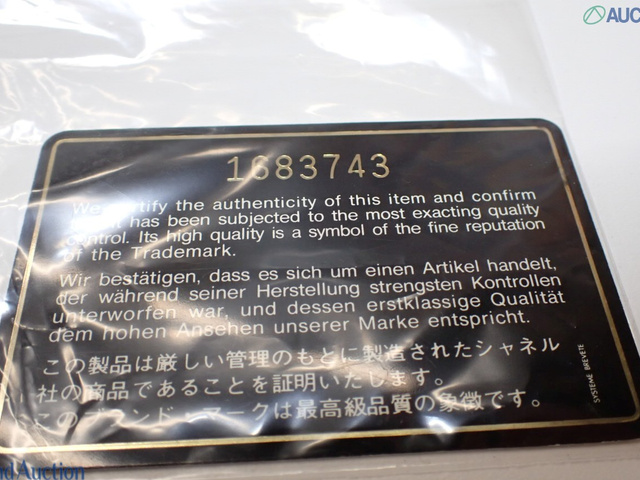 AUC
1683743
We certify the authenticity of this item and confirm
that it has been subjected to the most exacting quality
control. Its high quality is a symbol of the fine reputation
of the Trademark.
Wir bestätigen, dass es sich um einen Artikel handelt,
der während seiner Herstellung strengsten Kontrollen
unterworfen war, und dessen erstklassige Qualität
dem hohen Ansehen unserer Marke entspricht.
この製品は厳しい管理のもとに製造されたシャネル
社の商品であることを証明いたします。
このブランド・マークは最高級品質の象徴です。
SYSTEME BREVETE
nd Auction